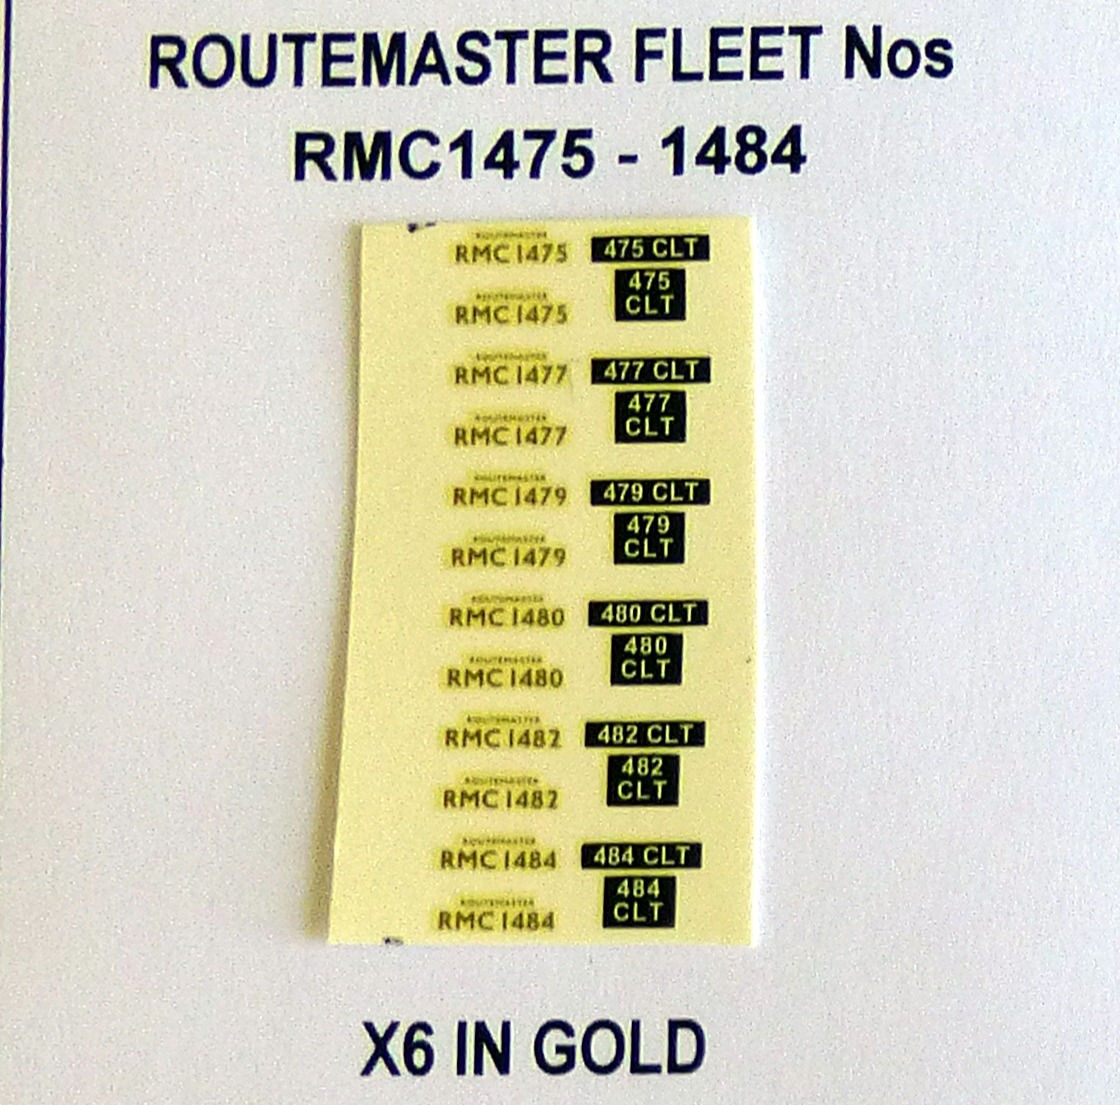 ROUTEMASTER FLEET Nos
RMC1475 - 1484
ROUTEMASTER
RMC 1475
475 CLT
475
CLT
ROUTEMASTER
RMC 1475
ROUTEMASTER
RMC 1477
477 CLT
477
CLT
ROUTEMASTER
RMC 1477
ROUTEMASTER
RMC 1479
479 CLT
479
CLT
ROUTEMASTER
RMC 1479
ROUTEMASTER
RMC 1480
480 CLT
480
CLT
ROUTEMASTER
RMC 1480
ROUTEMASTER
RMC 1482
482 CLT
482
CLT
ROUTEMASTER
RMC 1482
ROUTEMASTER
RMC 1484
484 CLT
484
CLT
ROUTEMASTER
RMC 1484
X6 IN GOLD